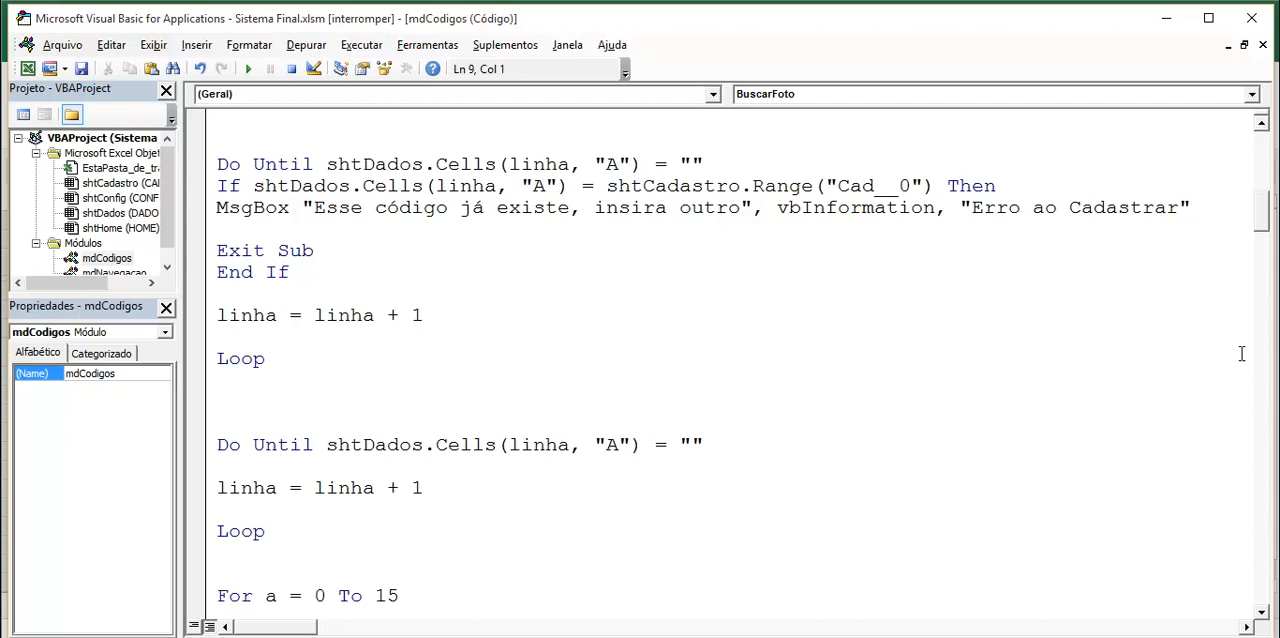 Microsoft Visual Basic for Applications - Sistema Final.xlsm [interromper] - [mdCodigos (Código)]
Arquivo Editar Exibir Inserir Formatar Depurar Executar Ferramentas Suplementos Janela Ajuda
Ln 9, Col 1
Projeto - VBAProject
(Geral)
BuscarFoto
VBAProject (Sistema
Microsoft Excel Objet
EstaPasta_de_tra
shtCadastro (CAI
shtConfig (CONF
shtDados (DADO
shtHome (HOME)
Módulos
mdCodigos
mdNavegacao
Propriedades - mdCodigos
mdCodigos Módulo
Alfabético Categorizado
(Name) mdCodigos
Do Until shtDados.Cells(linha, "A") = ""
If shtDados.Cells(linha, "A") = shtCadastro.Range("Cad__0") Then
MsgBox "Esse código já existe, insira outro", vbInformation, "Erro ao Cadastrar"
Exit Sub
End If
linha = linha + 1
Loop
Do Until shtDados.Cells(linha, "A") = ""
linha = linha + 1
Loop
For a = 0 To 15